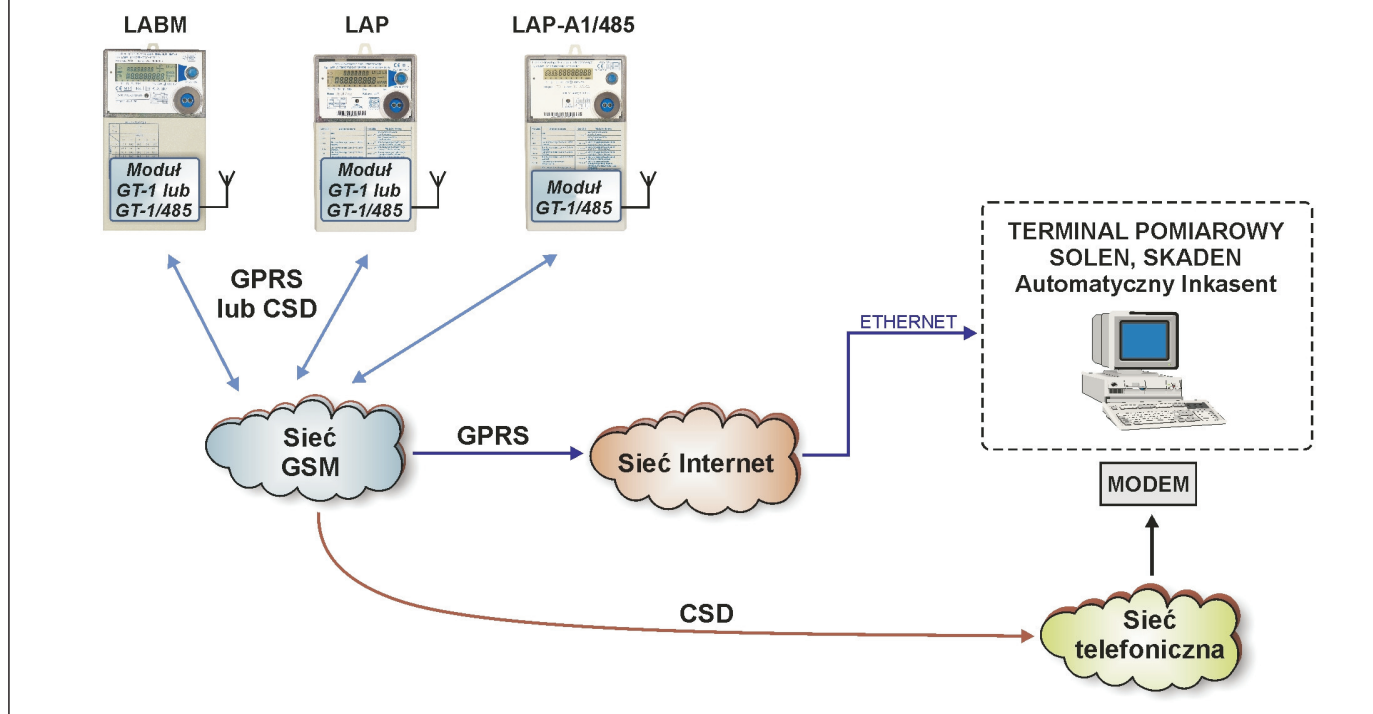 LABM
LAP
LAP-A1/485
Moduł
GT-1 lub
GT-1/485
Moduł
GT-1 lub
GT-1/485
Moduł
GT-1/485
GPRS
lub CSD
TERMINAL POMIAROWY
SOLEN, SKADEN
Automatyczny Inkasent
ETHERNET
Sieć
GSM
GPRS
Sieć Internet
MODEM
CSD
Sieć
telefoniczna